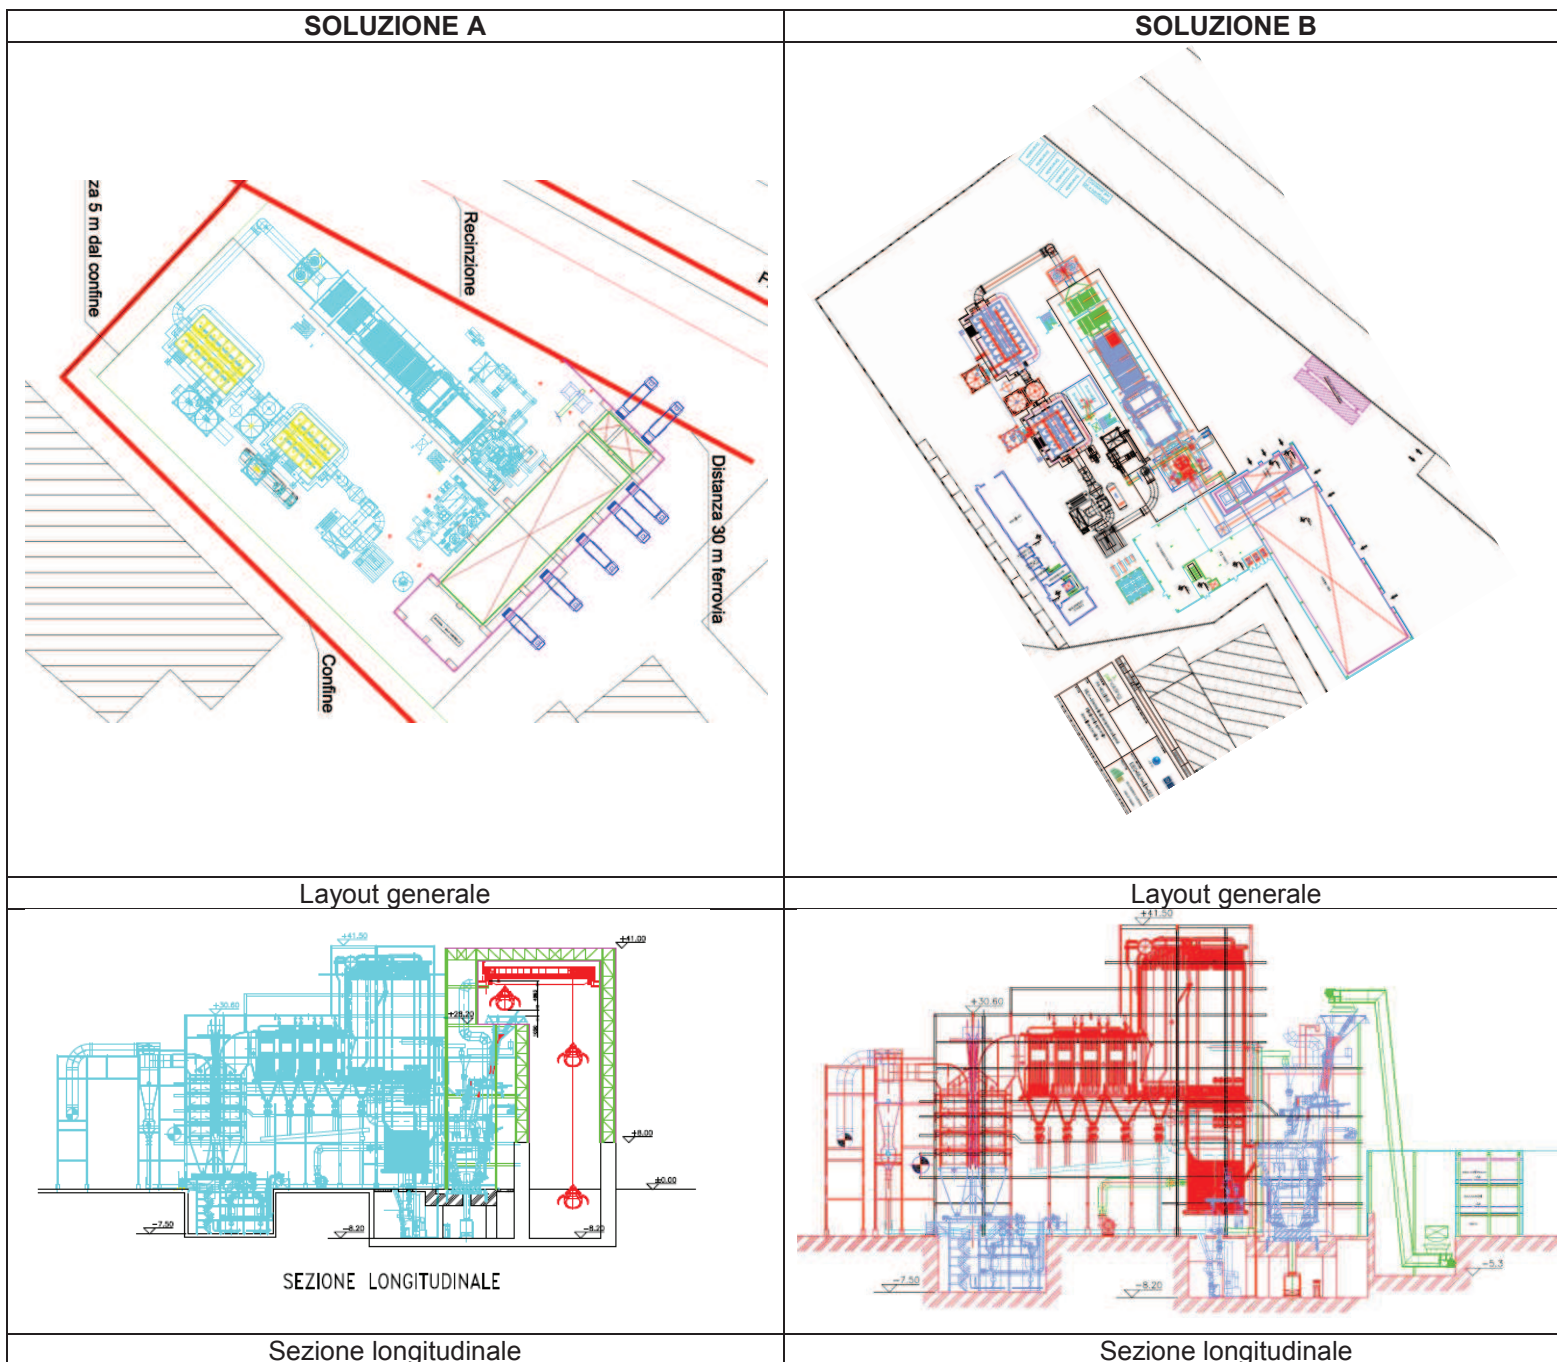 SOLUZIONE A
SOLUZIONE B
za 5 m dal confine
Recinzione
Distanza 30 m ferrovia
Confine
Layout generale
Layout generale
+41.50
+41.00
+30.60
+28.20
+8.00
±0.00
-7.50
-8.20
-8.20
SEZIONE LONGITUDINALE
+41.50
+30.60
-7.50
-8.20
-5.3
Sezione longitudinale
Sezione longitudinale